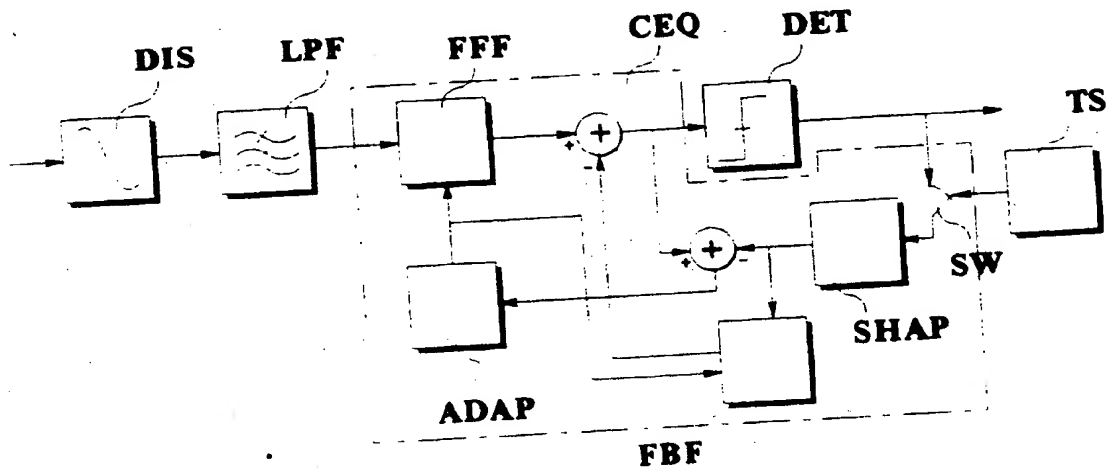 CEQ
DET
DIS
LPF
FFF
TS
+
+
-
SW
+
+
-
SHAP
ADAP
FBF